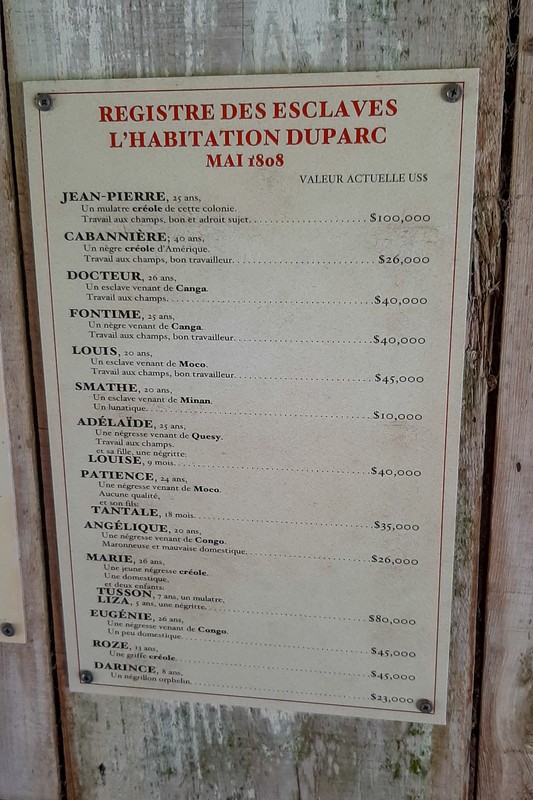 REGISTRE DES ESCLAVES
L'HABITATION DUPARC
MAI 1808
VALEUR ACTUELLE US$
JEAN-PIERRE, 25 ans,
Un mulatre créole de cette colonie.
Travail aux champs, bon et adroit sujet. $100,000
CABANNIÈRE; 40 ans,
Un nègre créole d'Amérique.
Travail aux champs, bon travailleur. $26,000
DOCTEUR, 26 ans,
Un esclave venant de Canga.
Travail aux champs. $40,000
FONTIME, 25 ans,
Un nègre venant de Canga.
Travail aux champs, bon travailleur. $40,000
LOUIS, 20 ans,
Un esclave venant de Moco.
Travail aux champs, bon travailleur. $45,000
SMATHE, 20 ans,
Un esclave venant de Minan.
Un lunatique. $10,000
ADÉLAÏDE, 25 ans,
Une négresse venant de Quesy.
Travail aux champs.
et sa fille, une négritte:
LOUISE, 9 mois. $40,000
PATIENCE, 24 ans,
Une négresse venant de Moco.
Aucune qualité,
et son fils:
TANTALE, 18 mois. $35,000
ANGÉLIQUE, 20 ans,
Une négresse venant de Congo.
Maronneuse et mauvaise domestique. $26,000
MARIE, 26 ans,
Une jeune négresse créole.
Une domestique,
et deux enfants:
TUSSON, 7 ans, un mulatre,
LIZA, 5 ans, une négritte. $80,000
EUGÉNIE, 26 ans,
Une négresse venant de Congo.
Un peu domestique. $45,000
ROZE, 13 ans,
Une griffe créole. $45,000
DARINCE, 8 ans,
Un négrillon orphelin. $23,000